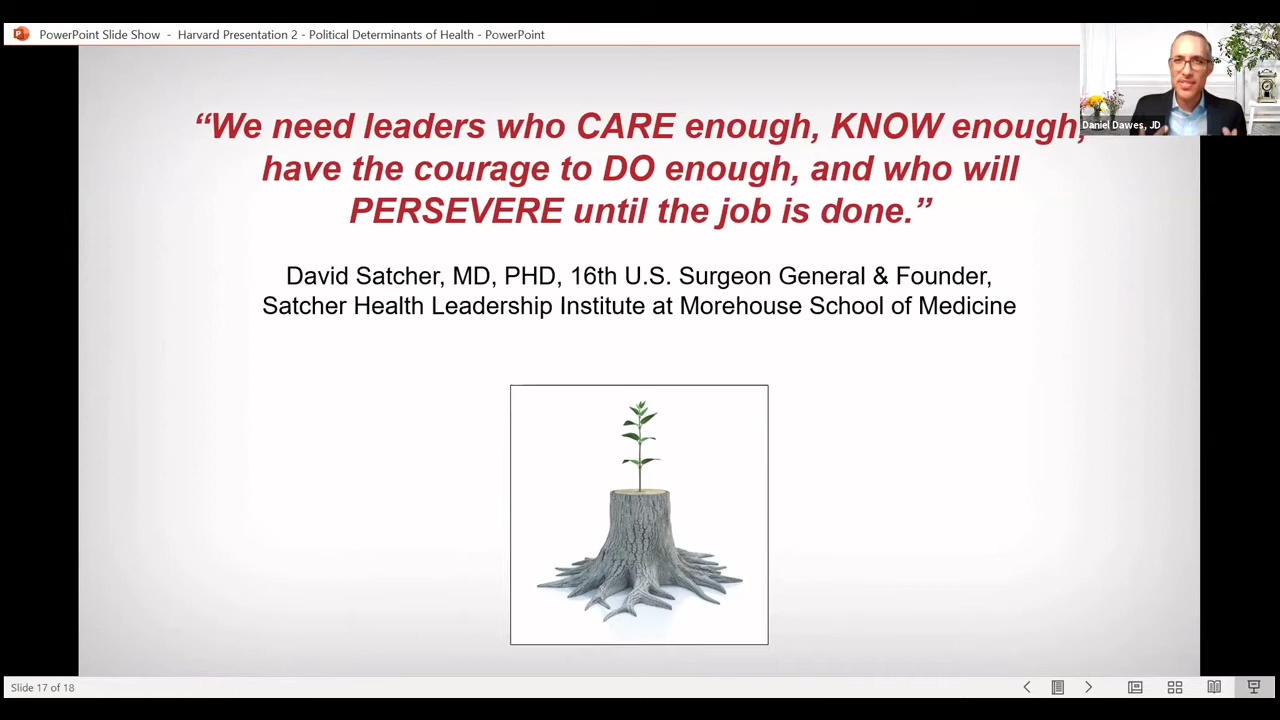 PowerPoint Slide Show - Harvard Presentation 2 - Political Determinants of Health - PowerPoint
“We need leaders who CARE enough, KNOW enough,
have the courage to DO enough, and who will
PERSEVERE until the job is done.”
Daniel Dawes, JD
David Satcher, MD, PHD, 16th U.S. Surgeon General & Founder,
Satcher Health Leadership Institute at Morehouse School of Medicine
Slide 17 of 18